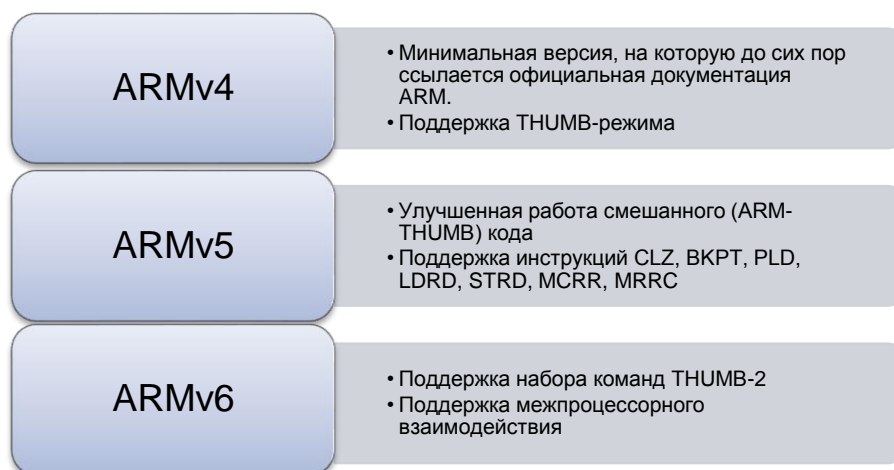 ARMv4
• Минимальная версия, на которую до сих пор
ссылается официальная документация
ARM.
• Поддержка THUMB-режима
ARMv5
• Улучшенная работа смешанного (ARM-
THUMB) кода
• Поддержка инструкций CLZ, BKPT, PLD,
LDRD, STRD, MCRR, MRRC
ARMv6
• Поддержка набора команд THUMB-2
• Поддержка межпроцессорного
взаимодействия